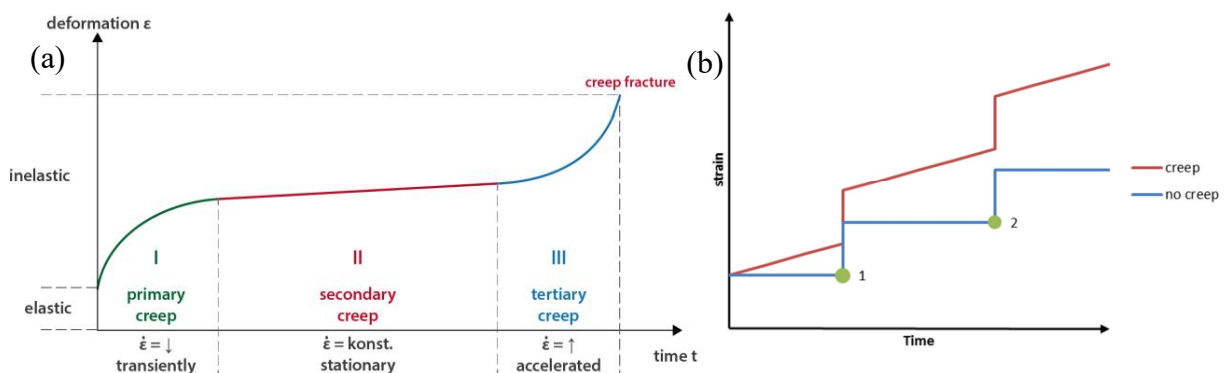 (a)
deformation ε
inelastic
elastic
creep fracture
I
primary
creep
II
secondary
creep
III
tertiary
creep
ε̇ = ↓
transiently
ε̇ = konst.
stationary
ε̇ = ↑
accelerated
time t
(b)
strain
1
2
Time
creep
no creep